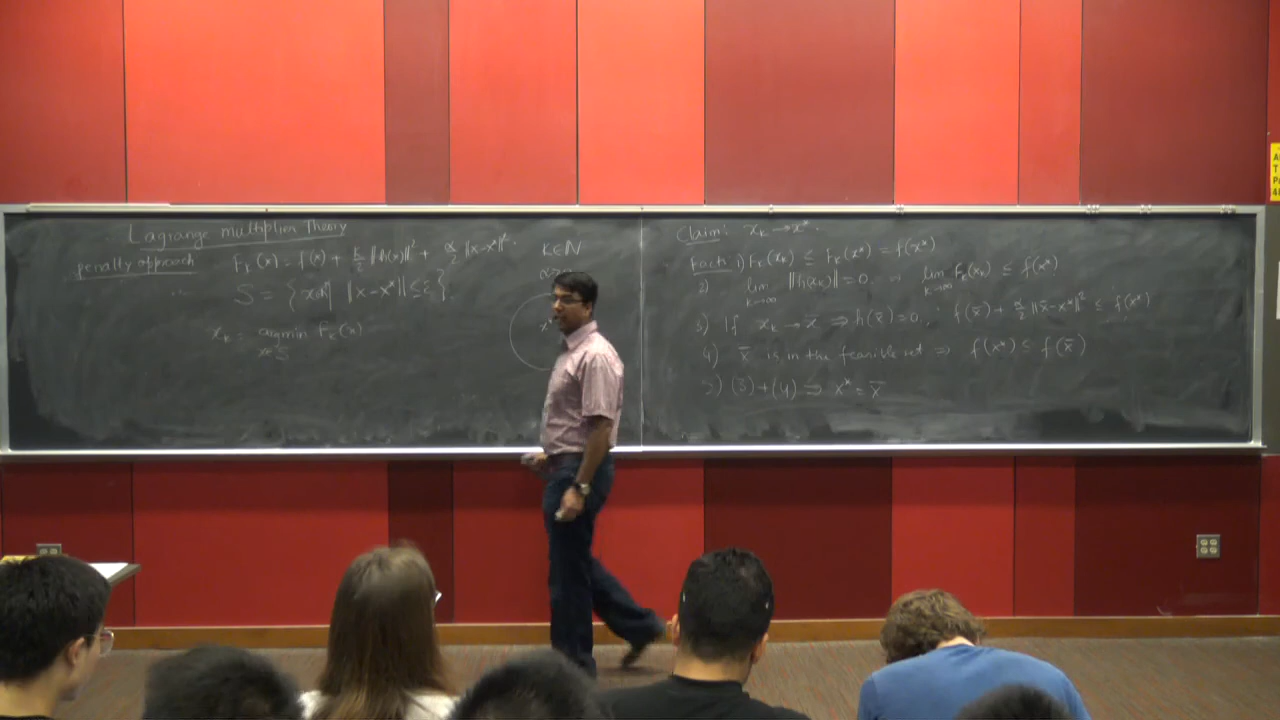 Lagrange multiplier Theory
penalty approach F_k(x) = f(x) + k/2 ||h(x)||² + α/2 ||x-x*||². k∈N
α>
S = { x∈ | ||x-x*|| ≤ ε }.
x_k = argmin F_k(x)
x∈S
x*
Claim: x_k → x*.
Fact: 1) F_k(x_k) ≤ F_k(x*) = f(x*)
2) lim k→∞ ||h(x_k)|| = 0. lim k→∞ F_k(x_k) ≤ f(x*)
3) If x_k → x̄ ⇒ h(x̄) = 0. f(x̄) + α/2 ||x̄-x*||² ≤ f(x*)
4) x̄ is in the feasible set ⇒ f(x*) ≤ f(x̄)
5) (3)+(4) ⇒ x* = x̄